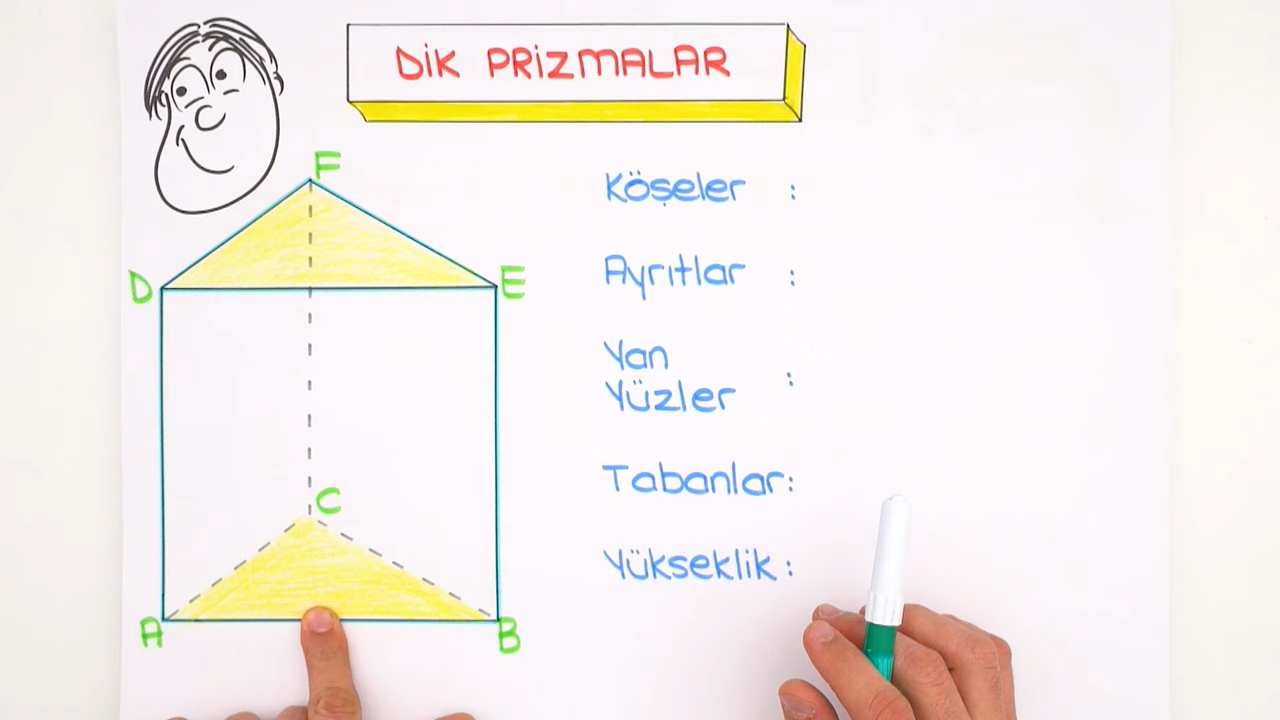 DİK PRİZMALAR
F
D
E
C
A
B
Köşeler :
Ayrıtlar :
Yan
Yüzler :
Tabanlar:
Yükseklik: